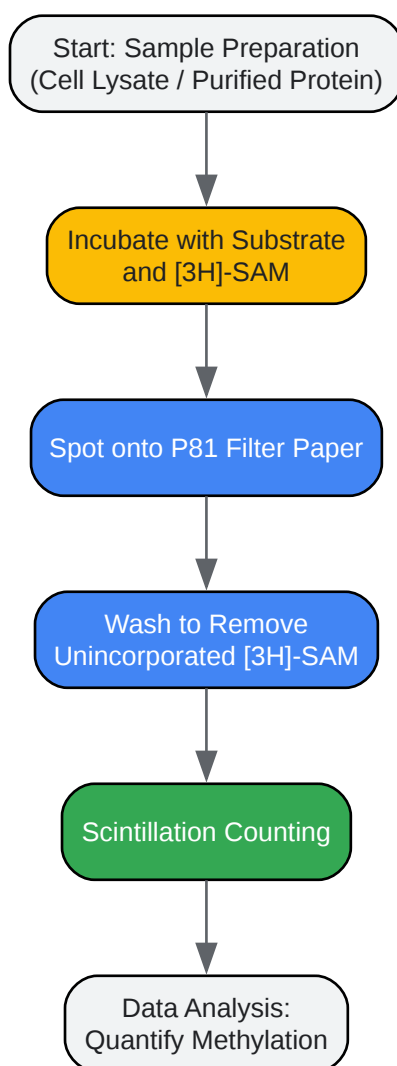 Start: Sample Preparation
(Cell Lysate / Purified Protein)
Incubate with Substrate
and [3H]-SAM
Spot onto P81 Filter Paper
Wash to Remove
Unincorporated [3H]-SAM
Scintillation Counting
Data Analysis:
Quantify Methylation